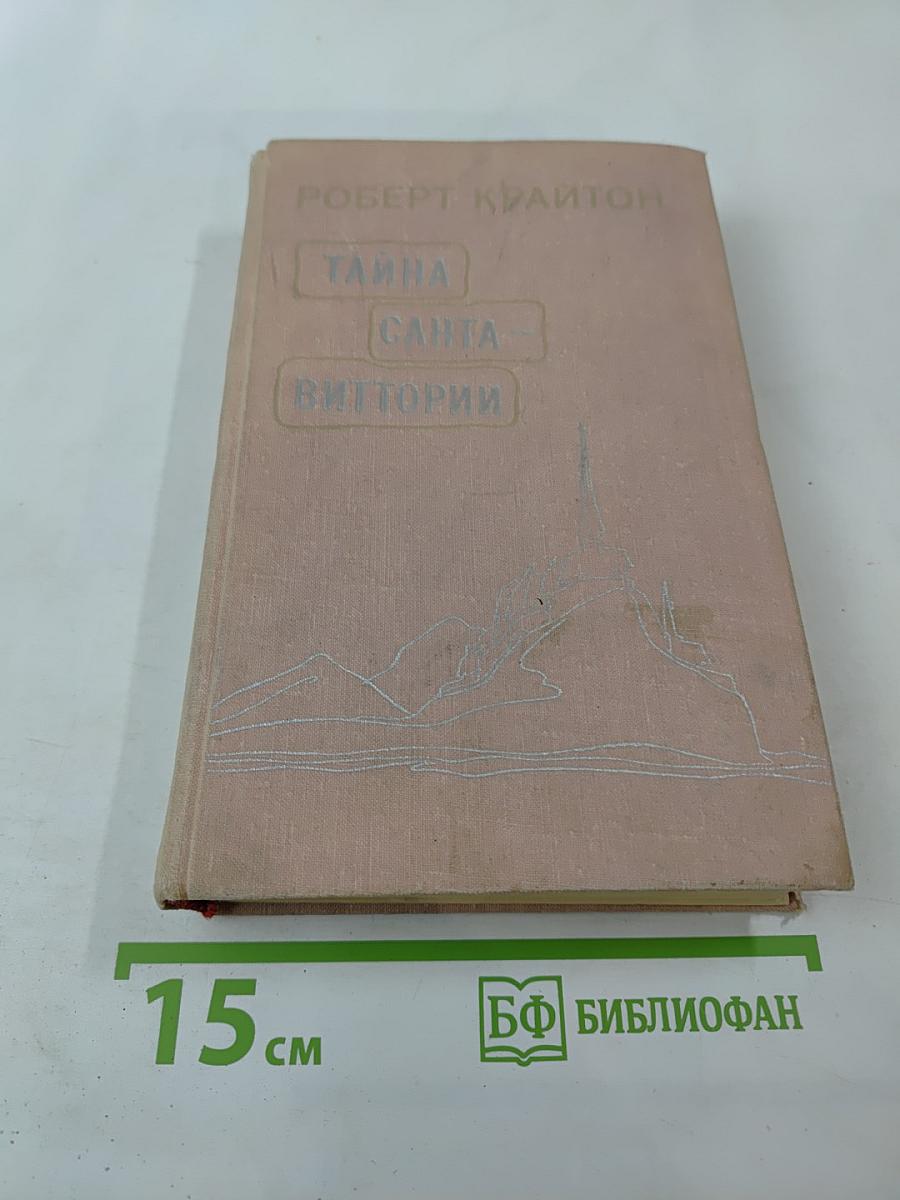 РОБЕРТ КРАЙТОН
ТАЙНА
САНТА-
ВИТТОРИИ
15 см
БФ БИБЛИОФАН